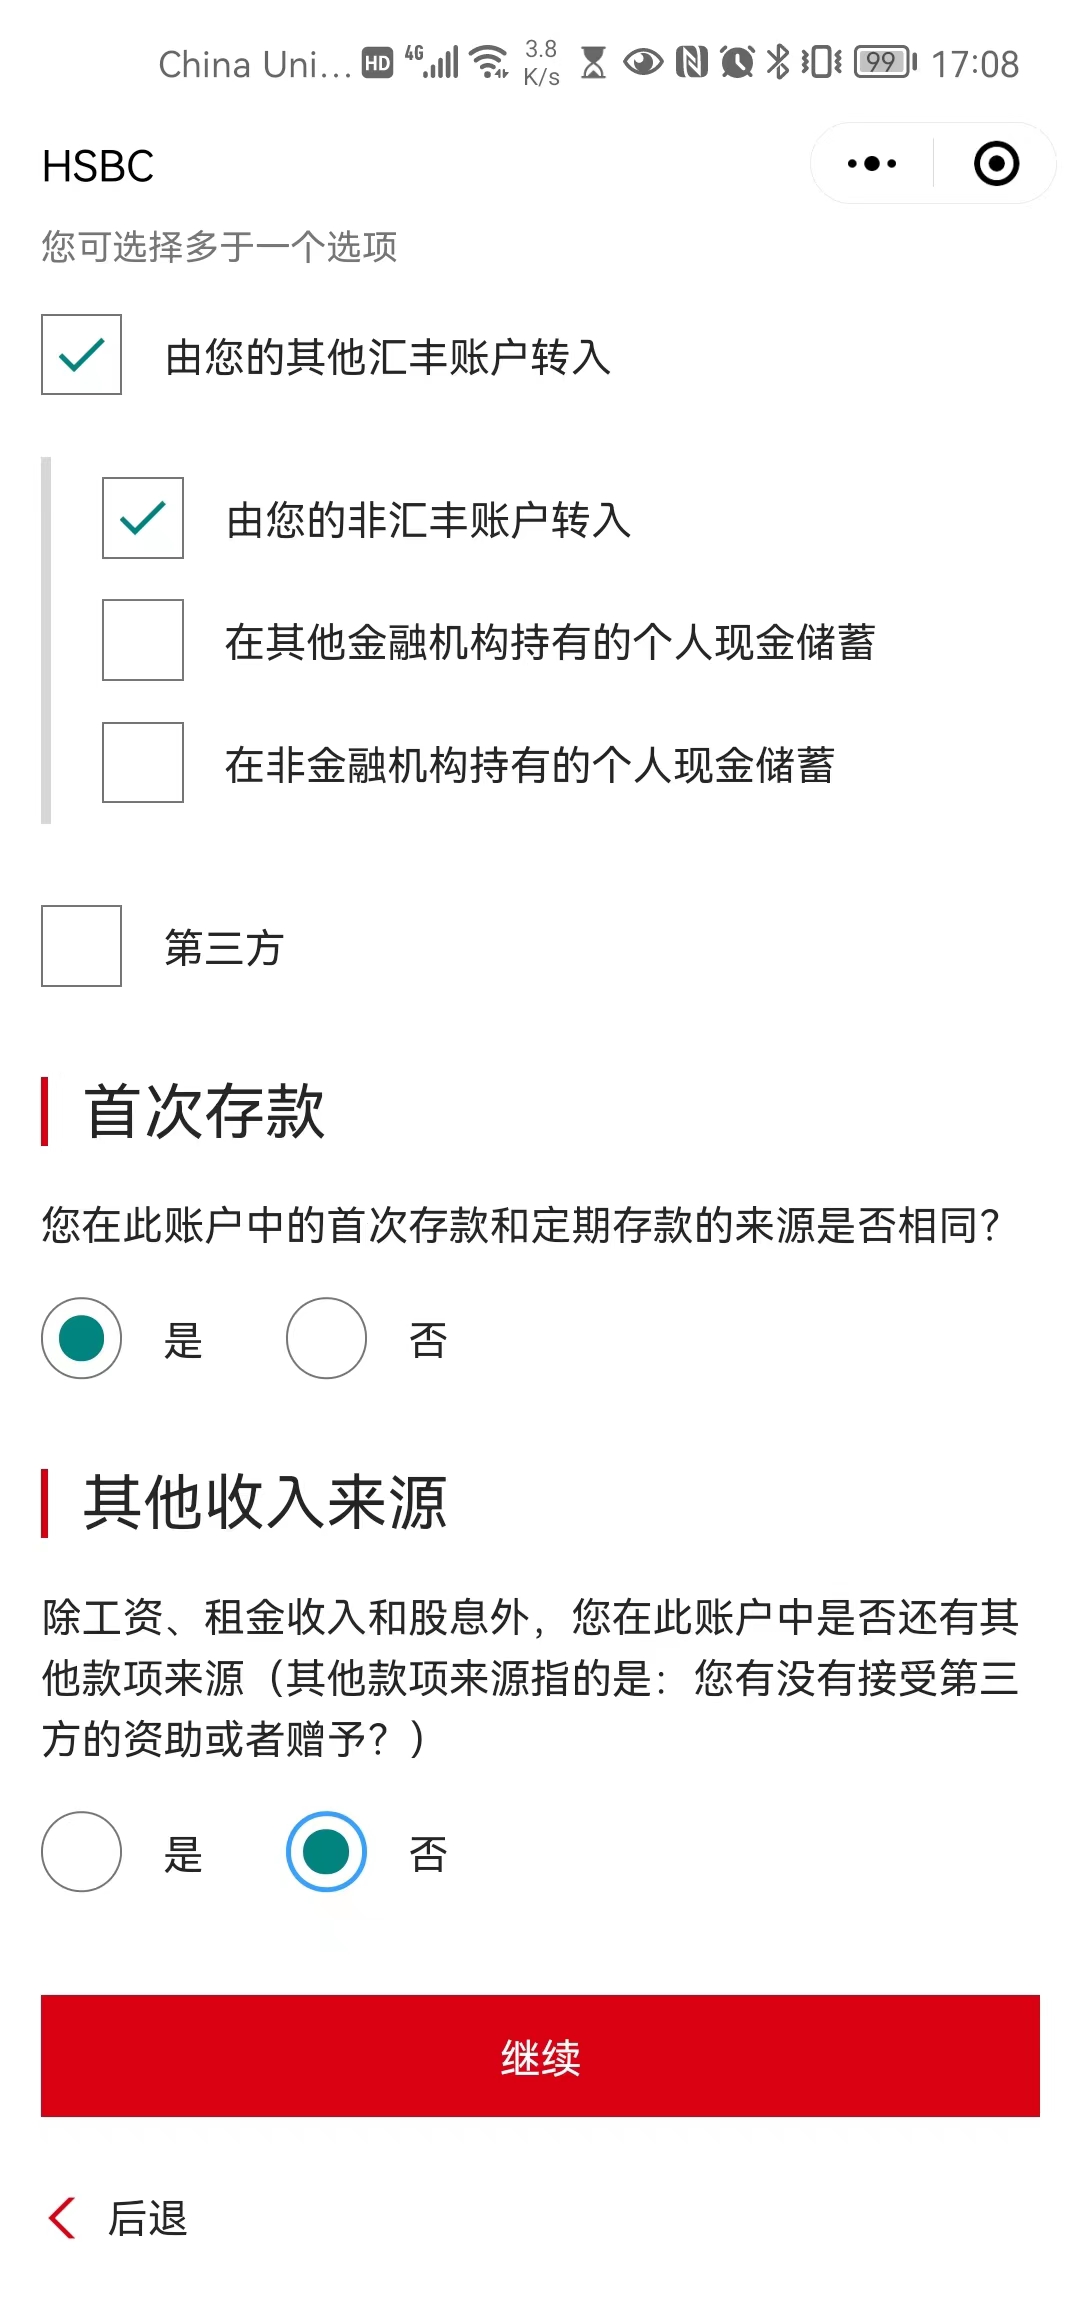 China Uni... HD 4G 3.8 K/s 99 17:08
HSBC
您可选择多于一个选项
由您的其他汇丰账户转入
由您的非汇丰账户转入
在其他金融机构持有的个人现金储蓄
在非金融机构持有的个人现金储蓄
第三方
首次存款
您在此账户中的首次存款和定期存款的来源是否相同？
是 否
其他收入来源
除工资、租金收入和股息外，您在此账户中是否还有其
他款项来源（其他款项来源指的是：您有没有接受第三
方的资助或者赠予？）
是 否
继续
后退